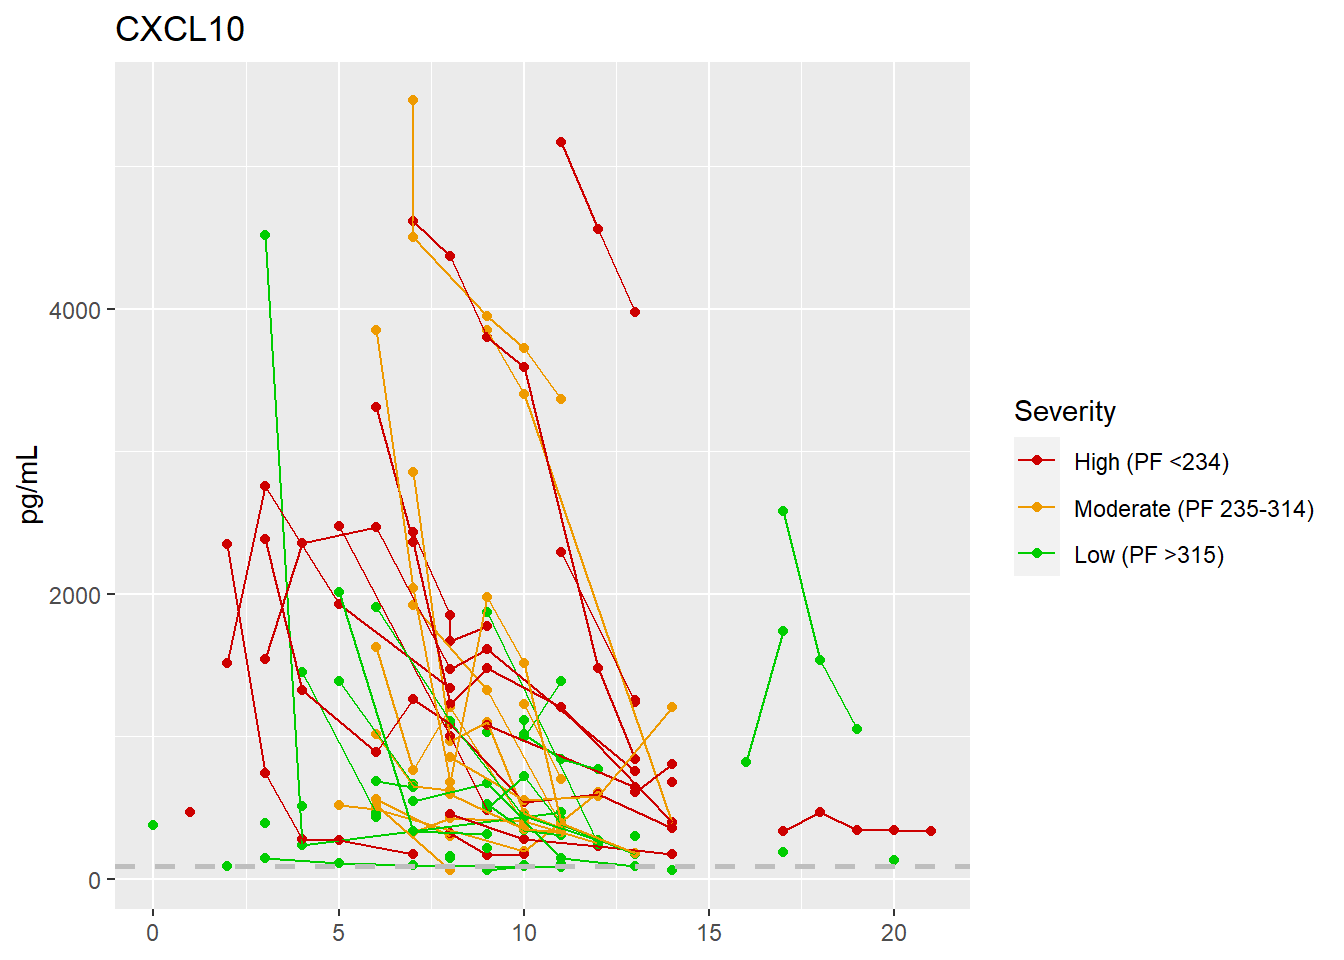 CXCL10
pg/mL
4000
2000
0
0 5 10 15 20
Severity
High (PF <234)
Moderate (PF 235-314)
Low (PF >315)